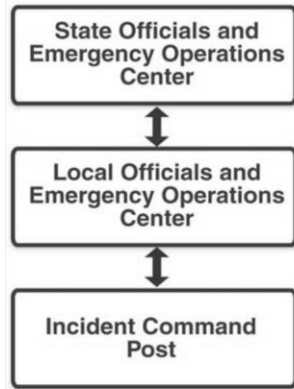 State Officials and
Emergency Operations
Center
Local Officials and
Emergency Operations
Center
Incident Command
Post